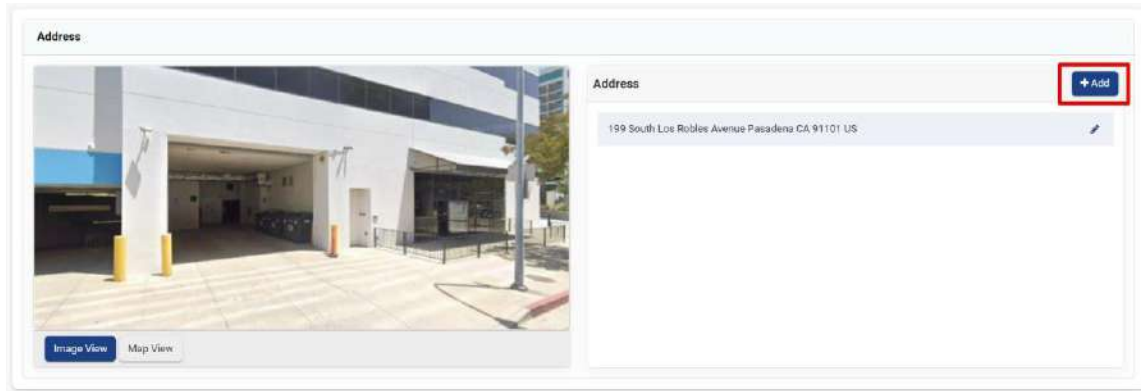 Address
Address
+ Add
199 South Los Robles Avenue Pasadena CA 91101 US
Image View
Map View